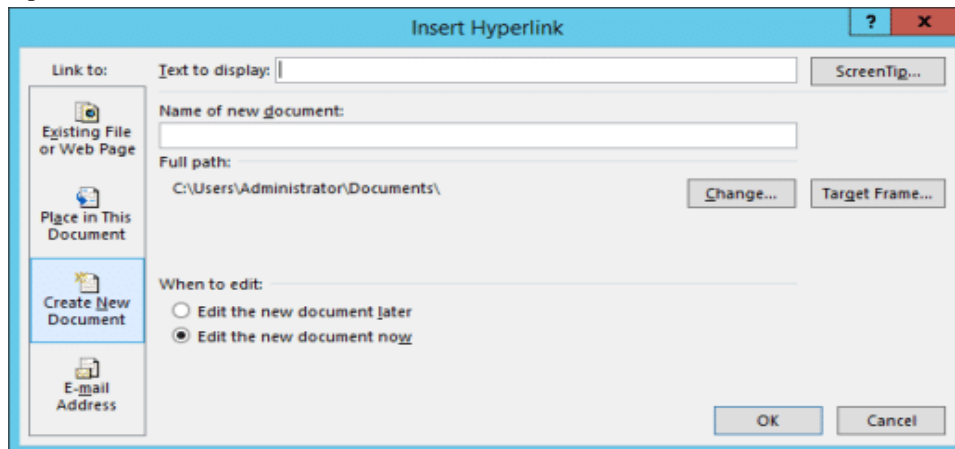 Insert Hyperlink
?
x
Link to:
Text to display:
ScreenTip...
Existing File
or Web Page
Name of new document:
Full path:
C:\Users\Administrator\Documents\
Change...
Target Frame...
Place in This
Document
Create New
Document
When to edit:
Edit the new document later
Edit the new document now
E-mail
Address
OK
Cancel